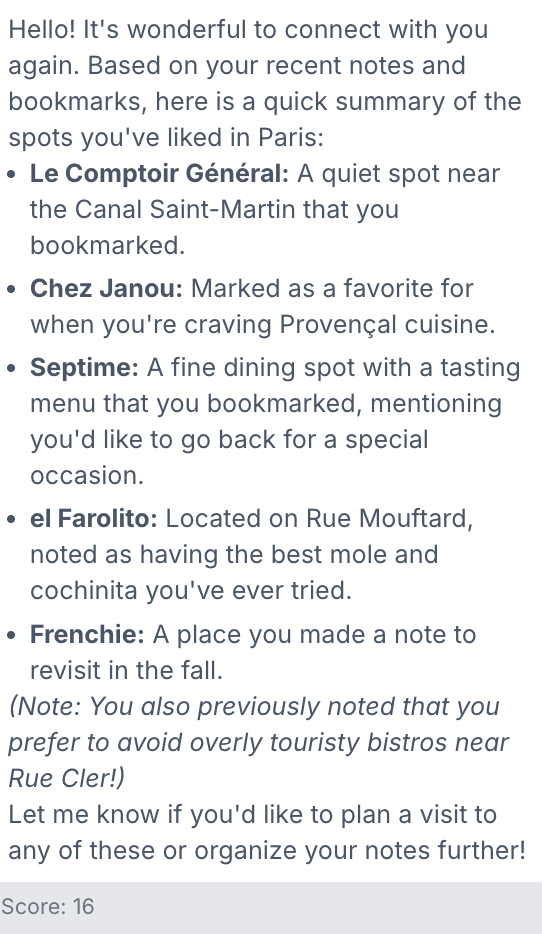 Hello! It's wonderful to connect with you
again. Based on your recent notes and
bookmarks, here is a quick summary of the
spots you've liked in Paris:
• Le Comptoir Général: A quiet spot near
the Canal Saint-Martin that you
bookmarked.
• Chez Janou: Marked as a favorite for
when you're craving Provençal cuisine.
• Septime: A fine dining spot with a tasting
menu that you bookmarked, mentioning
you'd like to go back for a special
occasion.
• el Farolito: Located on Rue Mouftard,
noted as having the best mole and
cochinita you've ever tried.
• Frenchie: A place you made a note to
revisit in the fall.
(Note: You also previously noted that you
prefer to avoid overly touristy bistros near
Rue Cler!)
Let me know if you'd like to plan a visit to
any of these or organize your notes further!
Score: 16